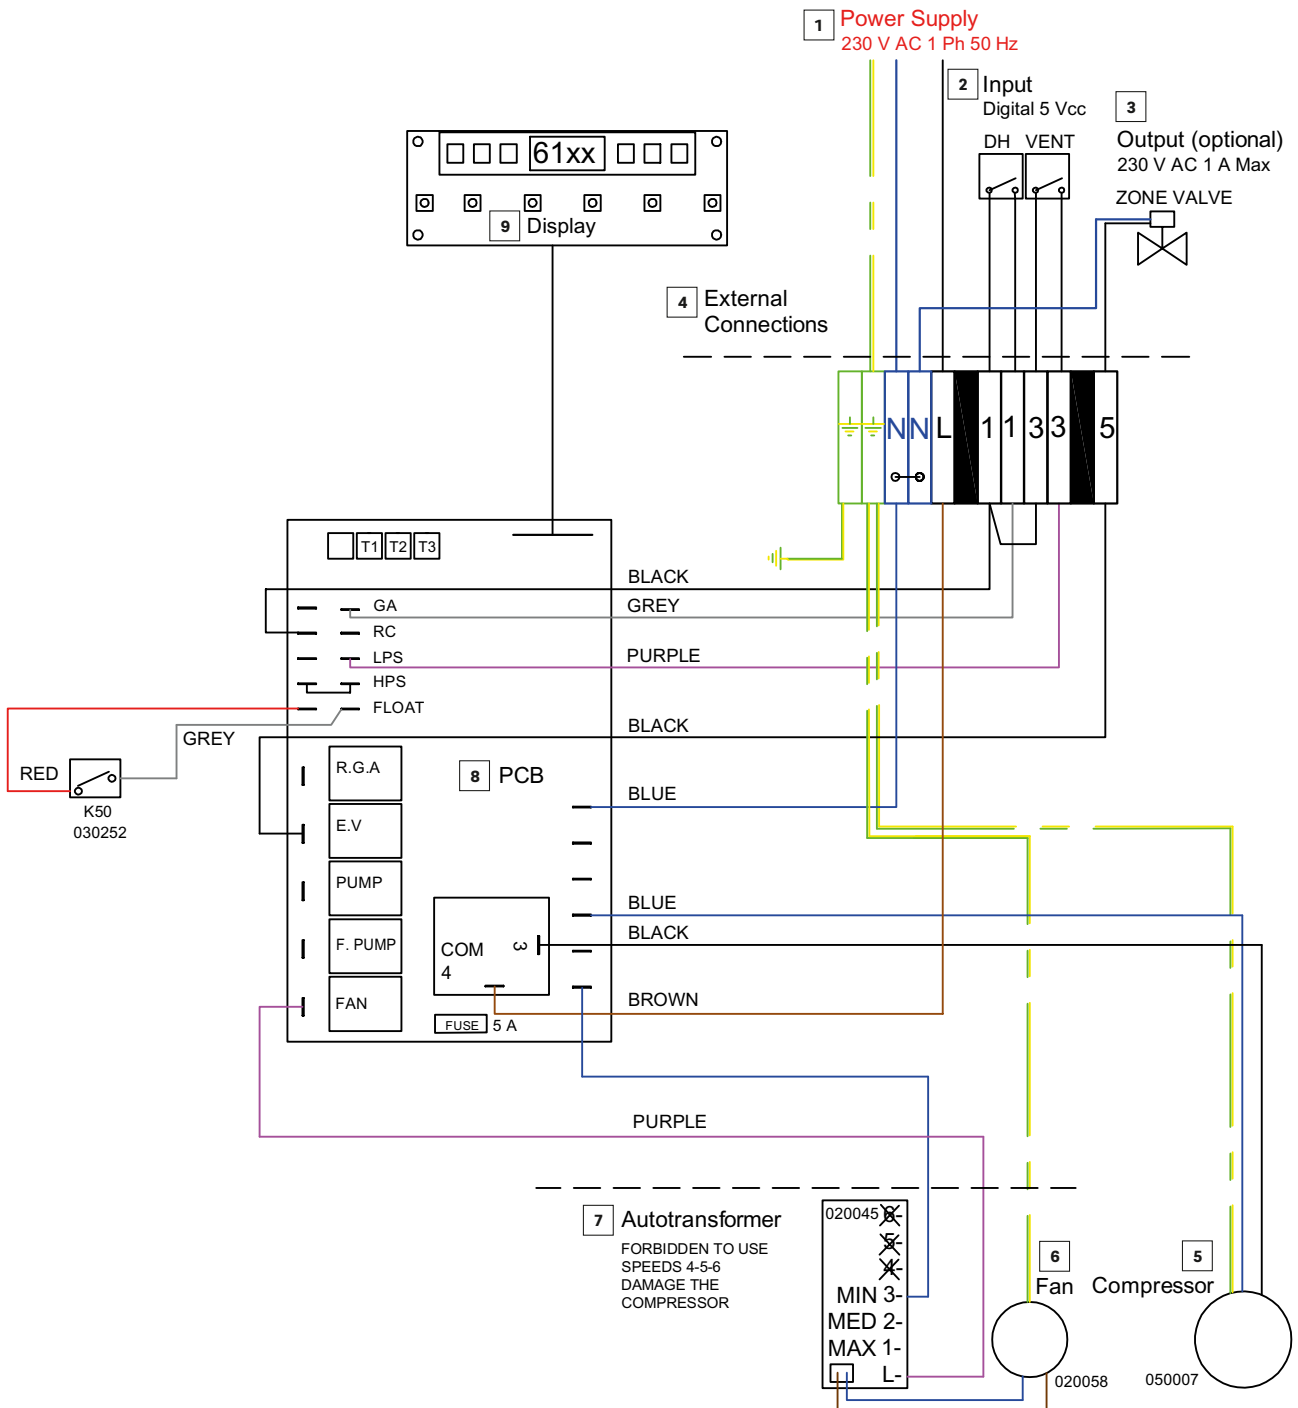 1 Power Supply
230 V AC 1 Ph 50 Hz
2 Input
Digital 5 Vcc
DH VENT
3
Output (optional)
230 V AC 1 A Max
ZONE VALVE
61xx
9 Display
4 External
Connections
N N L 1 1 3 3 5
T1 T2 T3
BLACK
GA
GREY
RC
LPS
PURPLE
HPS
FLOAT
BLACK
GREY
RED
K50
030252
R.G.A
8 PCB
BLUE
E.V
PUMP
BLUE
BLACK
F. PUMP
COM 3
4
BROWN
FAN
FUSE 5 A
PURPLE
7 Autotransformer
FORBIDDEN TO USE
SPEEDS 4-5-6
DAMAGE THE
COMPRESSOR
020045 6-
5-
4-
MIN 3-
MED 2-
MAX 1-
L-
6
Fan
020058
5
Compressor
050007